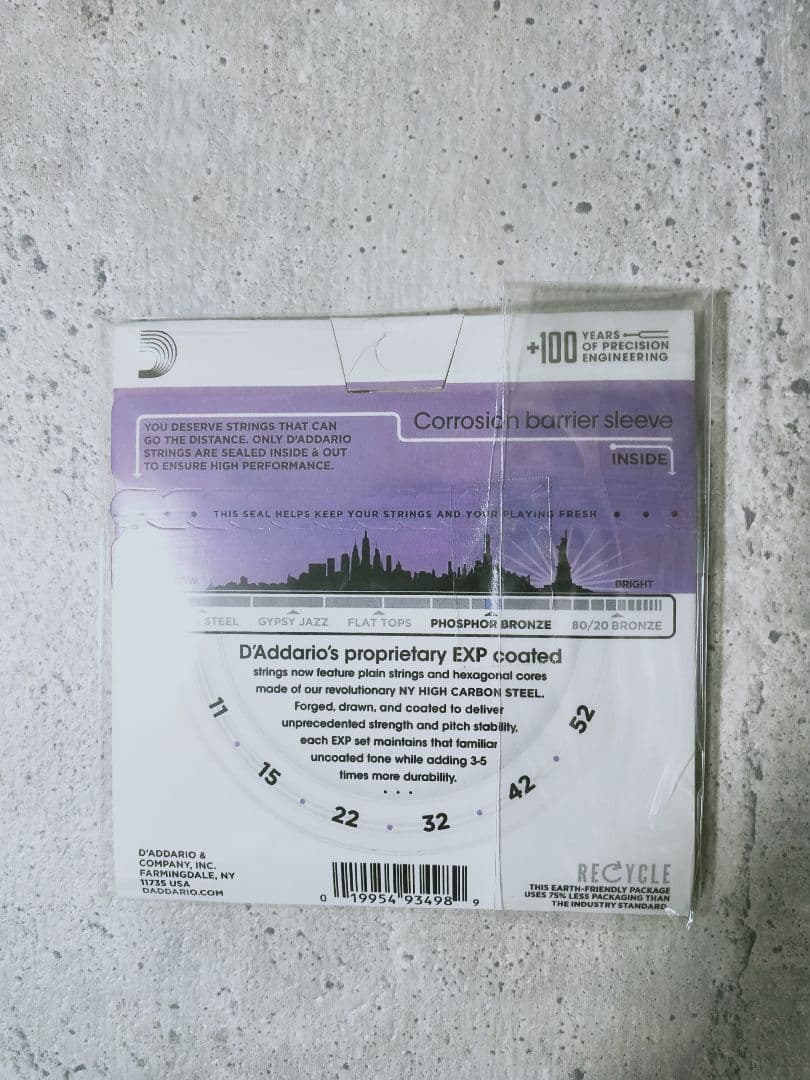 +100 YEARS
OF PRECISION
ENGINEERING
YOU DESERVE STRINGS THAT CAN
GO THE DISTANCE. ONLY D'ADDARIO
STRINGS ARE SEALED INSIDE & OUT
TO ENSURE HIGH PERFORMANCE.
Corrosion barrier sleeve
INSIDE
• THIS SEAL HELPS KEEP YOUR STRINGS AND YOUR PLAYING FRESH • • •
BRIGHT
STEEL GYPSY JAZZ FLAT TOPS PHOSPHOR BRONZE 80/20 BRONZE
D'Addario's proprietary EXP coated
strings now feature plain strings and hexagonal cores
made of our revolutionary NY HIGH CARBON STEEL.
Forged, drawn, and coated to deliver
unprecedented strength and pitch stability,
each EXP set maintains that familiar
uncoated tone while adding 3-5
times more durability.
• • •
11 • 15 • 22 • 32 • 42 • 52
D'ADDARIO &
COMPANY, INC.
FARMINGDALE, NY
11735 USA
DADDARIO.COM
0 19954 93498 9
RECYCLE
THIS EARTH-FRIENDLY PACKAGE
USES 75% LESS PACKAGING THAN
THE INDUSTRY STANDARD.